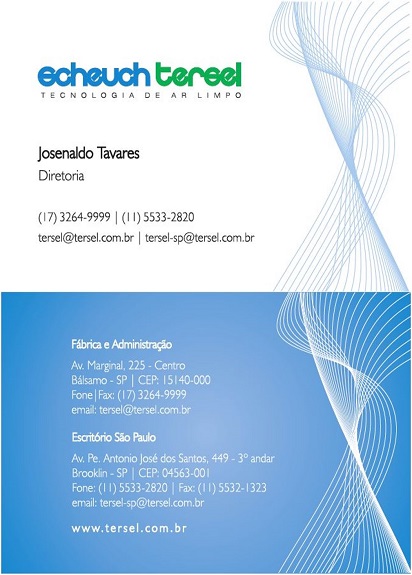 scheuch tersel
TECNOLOGIA DE AR LIMPO
Josenaldo Tavares
Diretoria
(17) 3264-9999 | (11) 5533-2820
tersel@tersel.com.br | tersel-sp@tersel.com.br
Fábrica e Administração
Av. Marginal, 225 - Centro
Bálsamo - SP | CEP: 15140-000
Fone|Fax: (17) 3264-9999
email: tersel@tersel.com.br
Escritório São Paulo
Av. Pe. Antonio José dos Santos, 449 - 3º andar
Brooklin - SP | CEP: 04563-001
Fone: (11) 5533-2820 | Fax: (11) 5532-1323
email: tersel-sp@tersel.com.br
www.tersel.com.br